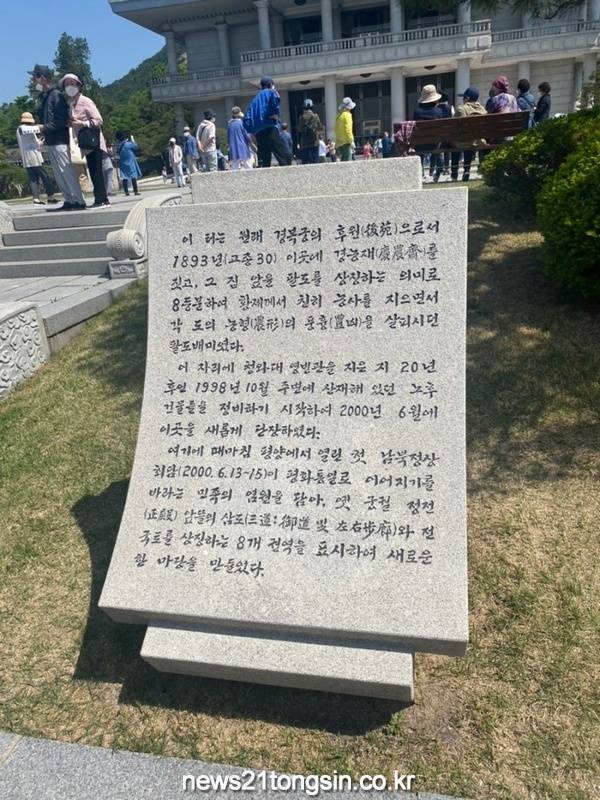 이 터는 원래 경복궁의 후원(後苑)으로서
1893년(고종30) 이곳에 경농재(慶農齋)를
짓고, 그 집 앞을 팔도를 상징하는 의미로
8등분하여 황제께서 친히 농사를 지으면서
각 도의 농형(農形)의 풍흉(豊凶)을 살피시던
팔도배미였다.
이 자리에 청와대 영빈관을 지은 지 20년
후인 1998년 10월 주변에 산재해 있던 노후
건물들을 정비하기 시작하여 2000년 6월에
이곳을 새롭게 단장하였다.
여기에 때마침 평양에서 열린 첫 남북정상
회담(2000.6.13-15)이 평화통일로 이어지기를
바라는 민족의 염원을 담아, 옛 궁궐 정전
(正殿) 앞뜰의 삼도(三道:御道 및 左右步廊)와 전
국토를 상징하는 8개 권역을 표시하여 새로운
한 마당을 만들었다.
news21tongsin.co.kr